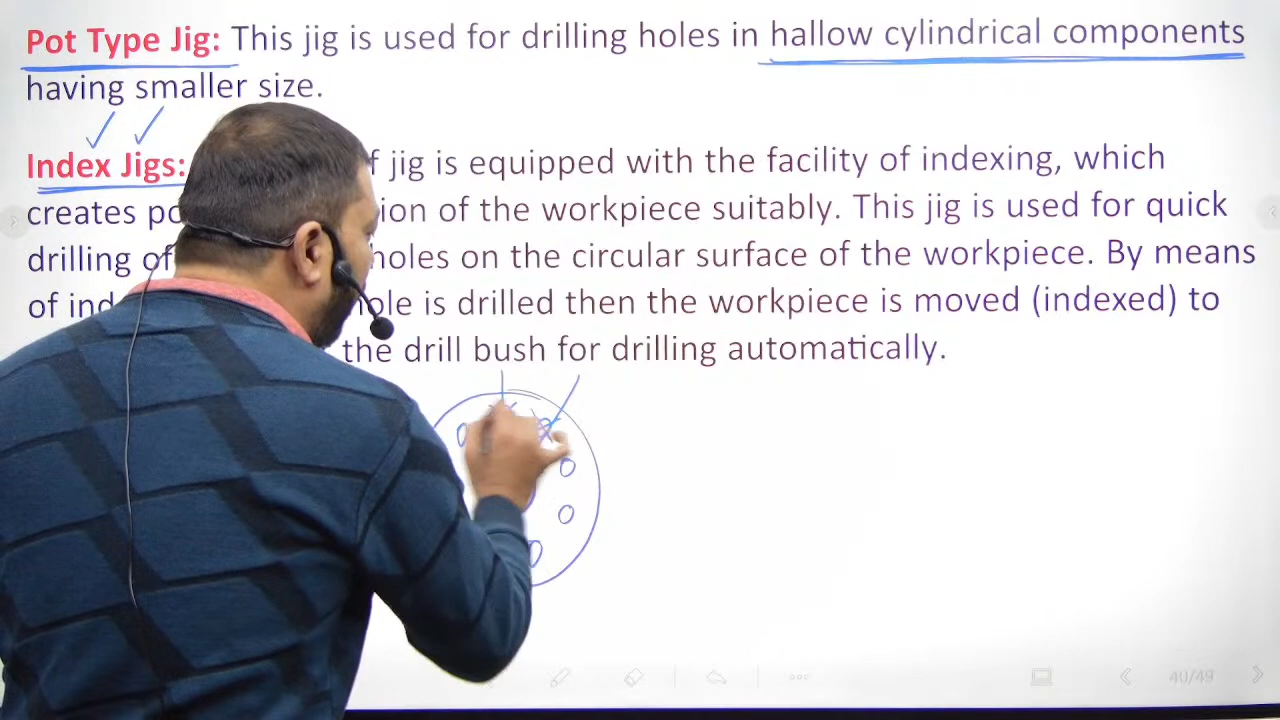 Pot Type Jig: This jig is used for drilling holes in hallow cylindrical components
having smaller size.
Index Jigs: f jig is equipped with the facility of indexing, which
creates po ion of the workpiece suitably. This jig is used for quick
drilling of holes on the circular surface of the workpiece. By means
of ind ole is drilled then the workpiece is moved (indexed) to
the drill bush for drilling automatically.
40/49